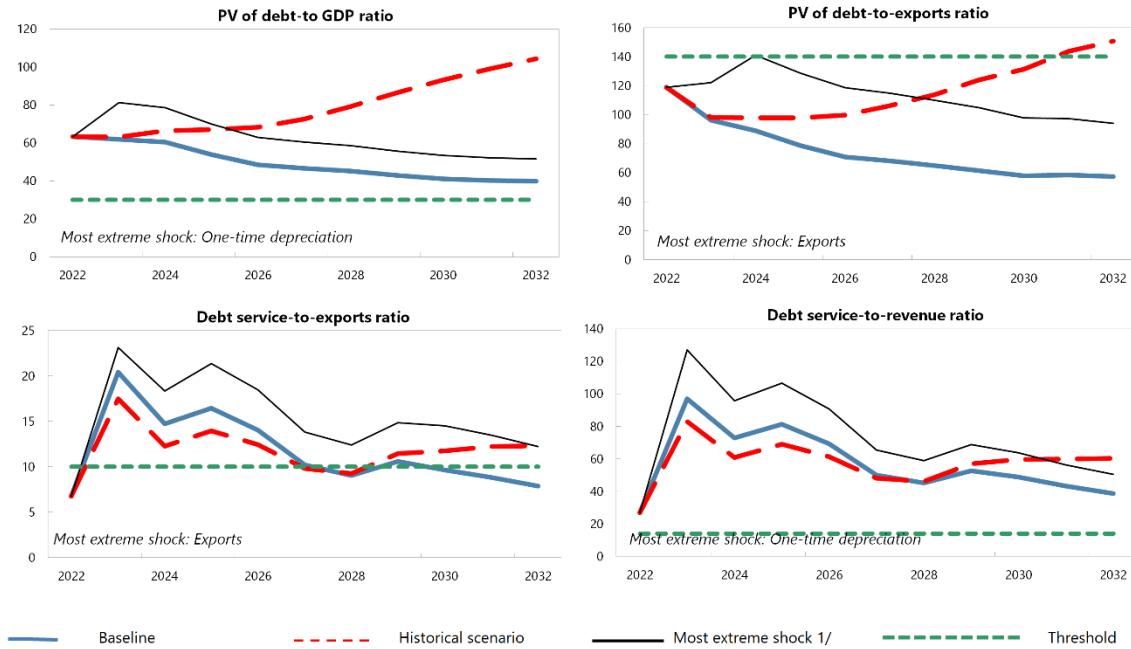 PV of debt-to GDP ratio
120
100
80
60
40
20
0
Most extreme shock: One-time depreciation
2022 2024 2026 2028 2030 2032
PV of debt-to-exports ratio
160
140
120
100
80
60
40
20
0
Most extreme shock: Exports
2022 2024 2026 2028 2030 2032
Debt service-to-exports ratio
25
20
15
10
5
0
Most extreme shock: Exports
2022 2024 2026 2028 2030 2032
Debt service-to-revenue ratio
140
120
100
80
60
40
20
0
Most extreme shock: One-time depreciation
2022 2024 2026 2028 2030 2032
Baseline Historical scenario Most extreme shock 1/ Threshold